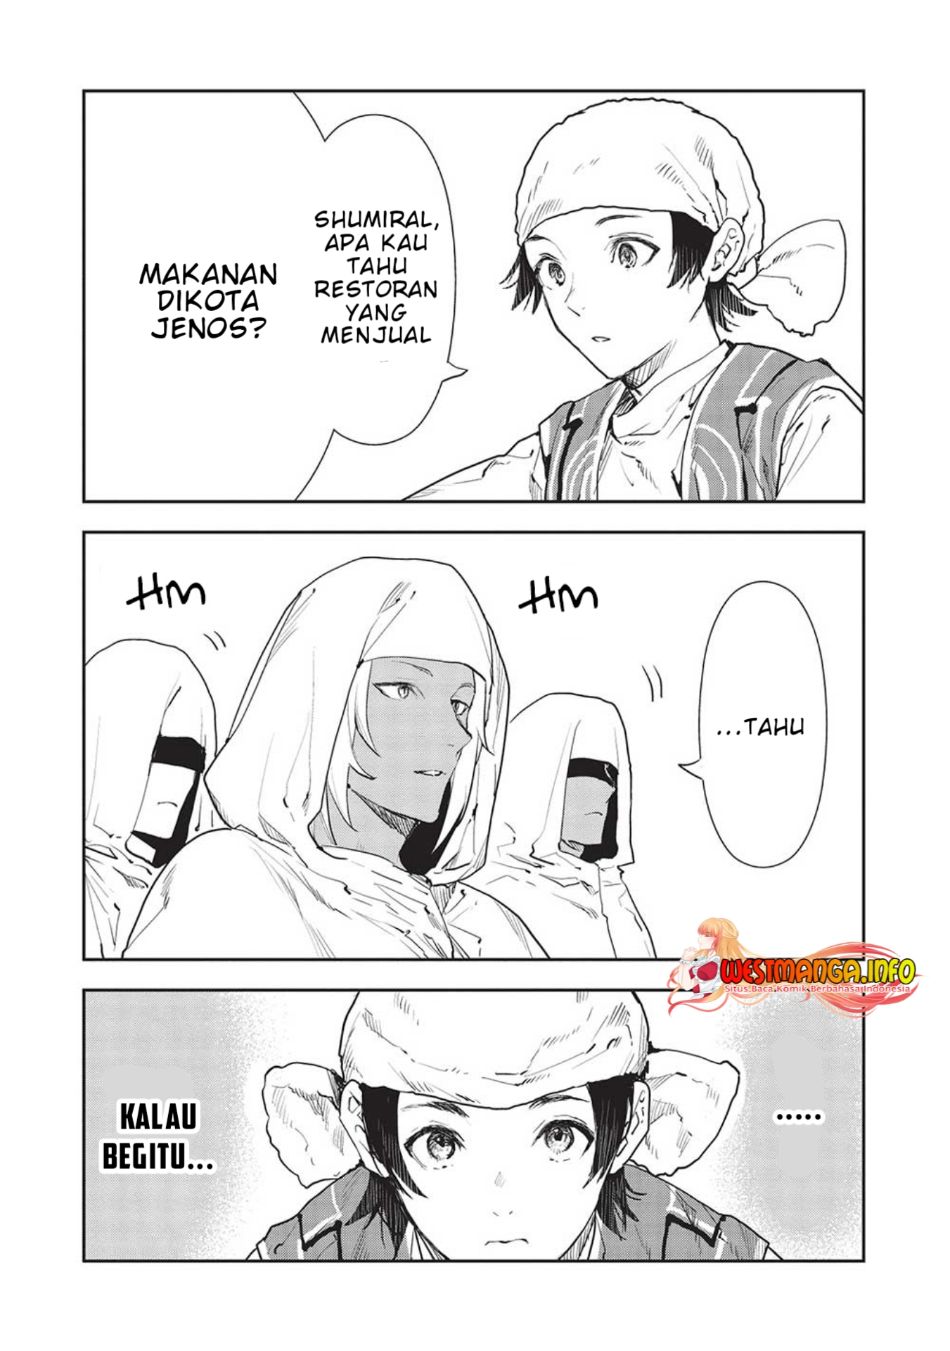 SHUMIRAL,
APA KAU
TAHU
RESTORAN
YANG
MENJUAL
MAKANAN
DIKOTA
JENOS?
HM
HM
...TAHU
WESTMANGA.INFO
Situs Baca Komik Berbahasa Indonesia
.....
KALAU
BEGITU...